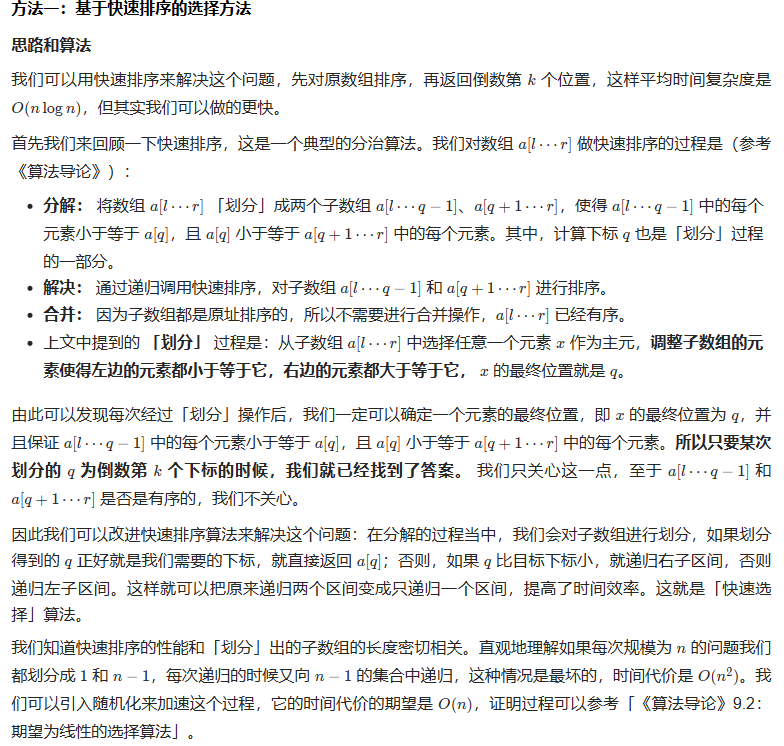 方法一：基于快速排序的选择方法
思路和算法
我们可以用快速排序来解决这个问题，先对原数组排序，再返回倒数第 k 个位置，这样平均时间复杂度是
O(n log n)，但其实我们可以做的更快。
首先我们来回顾一下快速排序，这是一个典型的分治算法。我们对数组 a[l⋯r] 做快速排序的过程是（参考
《算法导论》）：
• 分解： 将数组 a[l⋯r] 「划分」成两个子数组 a[l⋯q−1]、a[q+1⋯r]，使得 a[l⋯q−1] 中的每个
元素小于等于 a[q]，且 a[q] 小于等于 a[q+1⋯r] 中的每个元素。其中，计算下标 q 也是「划分」过程
的一部分。
• 解决： 通过递归调用快速排序，对子数组 a[l⋯q−1] 和 a[q+1⋯r] 进行排序。
• 合并： 因为子数组都是原址排序的，所以不需要进行合并操作，a[l⋯r] 已经有序。
• 上文中提到的 「划分」 过程是：从子数组 a[l⋯r] 中选择任意一个元素 x 作为主元，调整子数组的元
素使得左边的元素都小于等于它，右边的元素都大于等于它， x 的最终位置就是 q。
由此可以发现每次经过「划分」操作后，我们一定可以确定一个元素的最终位置，即 x 的最终位置为 q，并
且保证 a[l⋯q−1] 中的每个元素小于等于 a[q]，且 a[q] 小于等于 a[q+1⋯r] 中的每个元素。所以只要某次
划分的 q 为倒数第 k 个下标的时候，我们就已经找到了答案。 我们只关心这一点，至于 a[l⋯q−1] 和
a[q+1⋯r] 是否是有序的，我们不关心。
因此我们可以改进快速排序算法来解决这个问题：在分解的过程当中，我们会对子数组进行划分，如果划分
得到的 q 正好就是我们需要的下标，就直接返回 a[q]；否则，如果 q 比目标下标小，就递归右子区间，否则
递归左子区间。这样就可以把原来递归两个区间变成只递归一个区间，提高了时间效率。这就是「快速选
择」算法。
我们知道快速排序的性能和「划分」出的子数组的长度密切相关。直观地理解如果每次规模为 n 的问题我们
都划分成 1 和 n−1，每次递归的时候又向 n−1 的集合中递归，这种情况是最坏的，时间代价是 O(n²)。我
们可以引入随机化来加速这个过程，它的时间代价的期望是 O(n)，证明过程可以参考「《算法导论》9.2：
期望为线性的选择算法」。